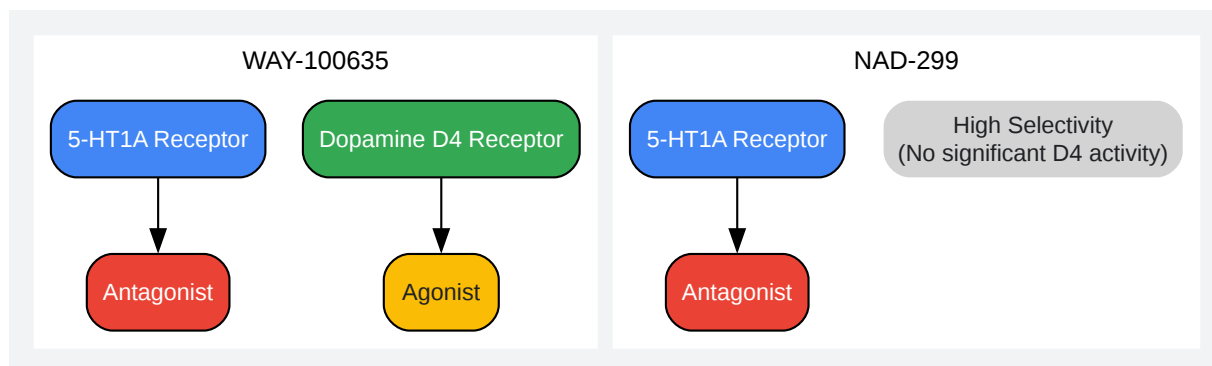 WAY-100635
5-HT1A Receptor
Dopamine D4 Receptor
Antagonist
Agonist
NAD-299
5-HT1A Receptor
High Selectivity
(No significant D4 activity)
Antagonist